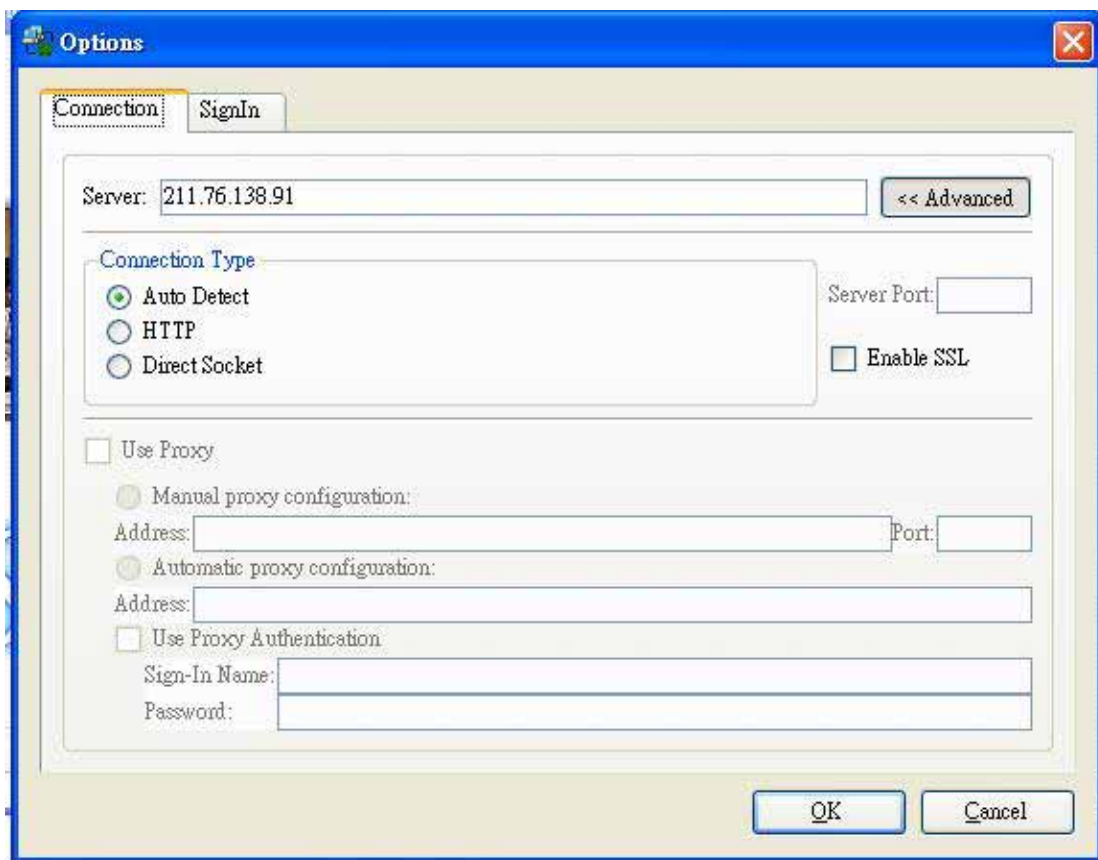 Options
Connection SignIn
Server: 211.76.138.91 << Advanced
Connection Type
Auto Detect
Server Port:
HTTP
Enable SSL
Direct Socket
Use Proxy
Manual proxy configuration:
Address: Port:
Automatic proxy configuration:
Address:
Use Proxy Authentication
Sign-In Name:
Password:
OK Cancel